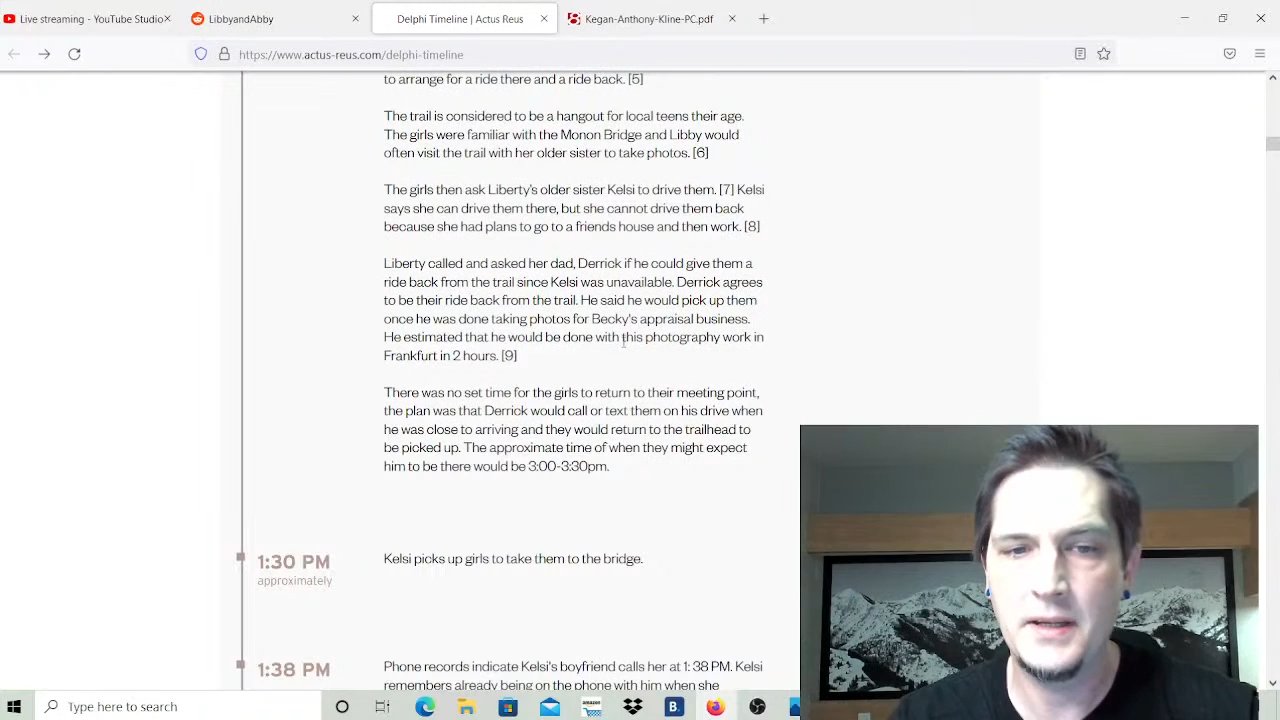 Live streaming - YouTube Studio
LibbyandAbby
Delphi Timeline | Actus Reus
Kegan-Anthony-Kline-PC.pdf
https://www.actus-reus.com/delphi-timeline
to arrange for a ride there and a ride back. [5]
The trail is considered to be a hangout for local teens their age.
The girls were familiar with the Monon Bridge and Libby would
often visit the trail with her older sister to take photos. [6]
The girls then ask Liberty's older sister Kelsi to drive them. [7] Kelsi
says she can drive them there, but she cannot drive them back
because she had plans to go to a friends house and then work. [8]
Liberty called and asked her dad, Derrick if he could give them a
ride back from the trail since Kelsi was unavailable. Derrick agrees
to be their ride back from the trail. He said he would pick up them
once he was done taking photos for Becky's appraisal business.
He estimated that he would be done with this photography work in
Frankfurt in 2 hours. [9]
There was no set time for the girls to return to their meeting point,
the plan was that Derrick would call or text them on his drive when
he was close to arriving and they would return to the trailhead to
be picked up. The approximate time of when they might expect
him to be there would be 3:00-3:30pm.
1:30 PM
approximately
Kelsi picks up girls to take them to the bridge.
1:38 PM
Phone records indicate Kelsi's boyfriend calls her at 1: 38 PM. Kelsi
remembers already being on the phone with him when she
Type here to search
amazon
B